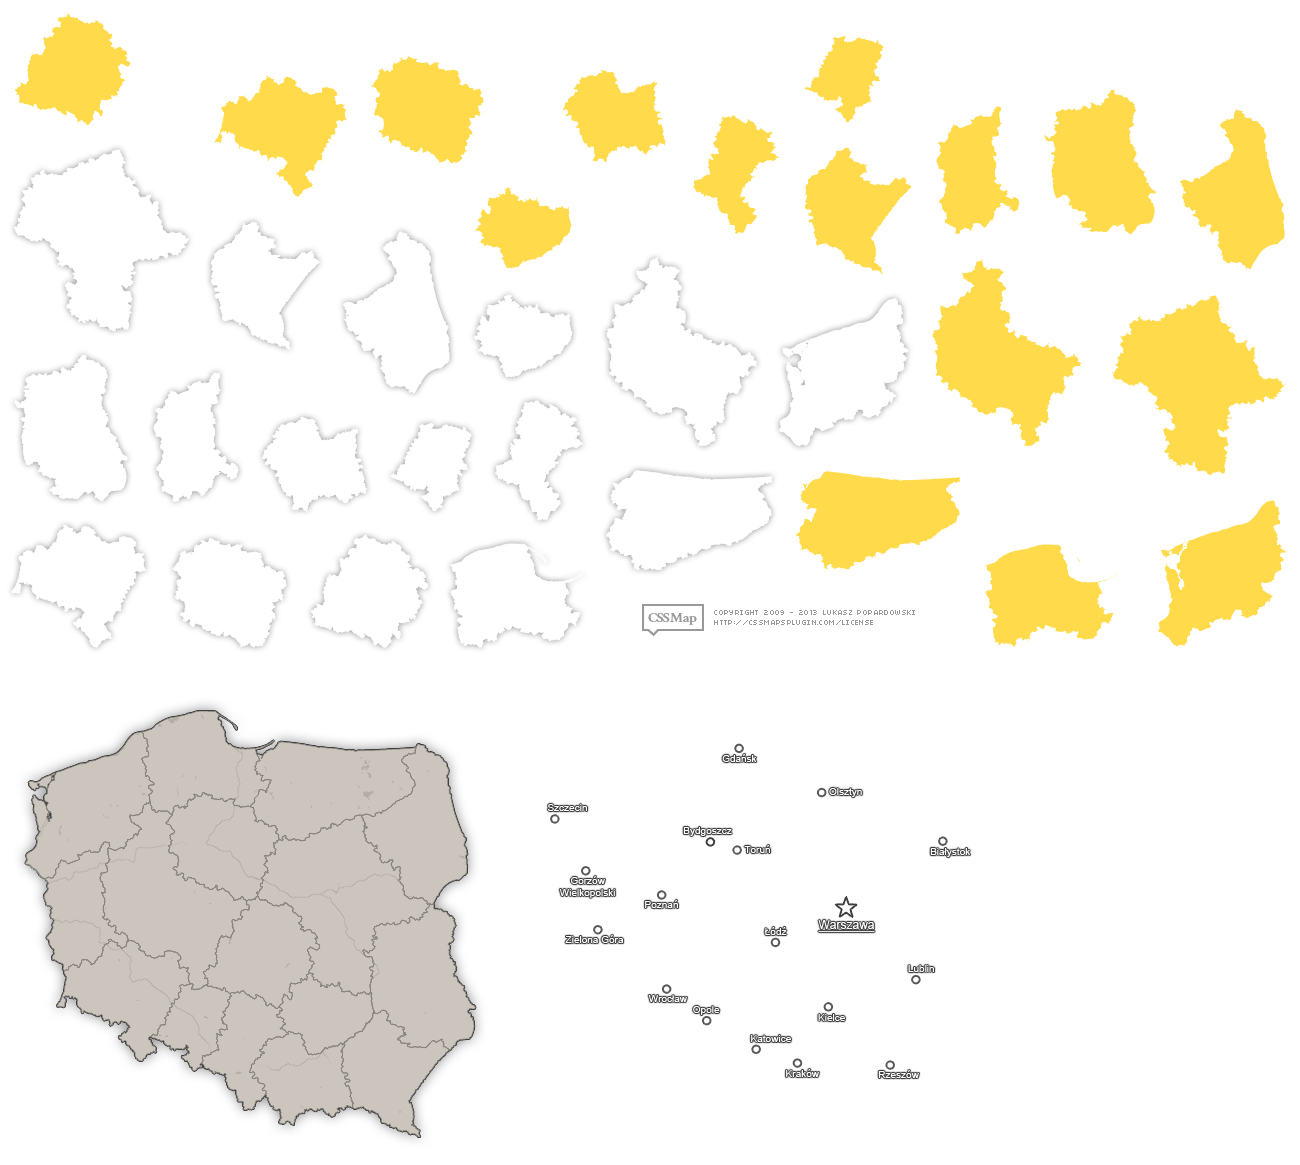 CSSMap
COPYRIGHT 2009 - 2013 LUKASZ POPARDOWSKI
HTTP://CSSMAPSPLUGIN.COM/LICENSE
Gdańsk
Olsztyn
Szczecin
Bydgoszcz
Toruń
Białystok
Gorzów
Wielkopolski
Poznań
Warszawa
Zielona Góra
Łódź
Lublin
Wrocław
Opole
Kielce
Katowice
Kraków
Rzeszów